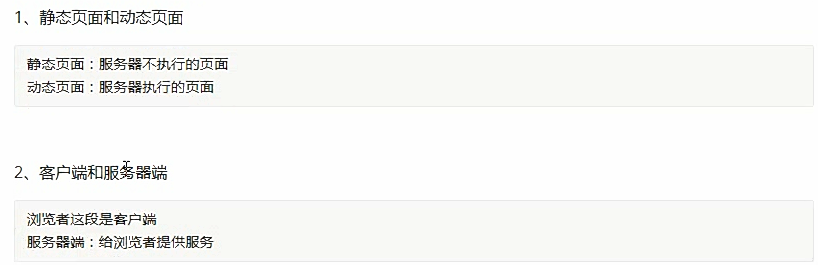 1、静态页面和动态页面
静态页面：服务器不执行的页面
动态页面：服务器执行的页面
2、客户端和服务器端
浏览者这段是客户端
服务器端：给浏览者提供服务